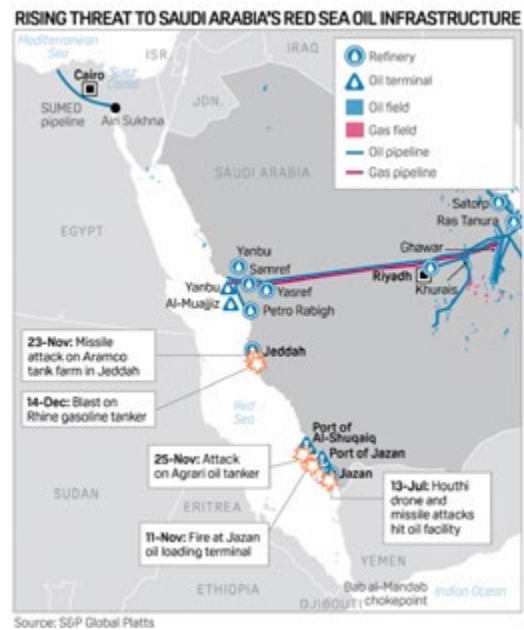 RISING THREAT TO SAUDI ARABIA'S RED SEA OIL INFRASTRUCTURE
Mediterranean
Sea
Cairo
Suez
Canal
ISR.
IRAQ
JDN.
SUMED
pipeline
Ain Sukhna
Refinery
Oil terminal
Oil field
Gas field
Oil pipeline
Gas pipeline
SAUDI ARABIA
EGYPT
Satorp
Ras Tanura
Ghawar
Riyadh
Khurais
Yanbu
Samref
Yanbu
Yasref
Al-Muajjiz
Petro Rabigh
23-Nov: Missile
attack on Aramco
tank farm in Jeddah
Jeddah
14-Dec: Blast on
Rhine gasoline tanker
Red
Sea
Port of
Al-Shuqaiq
Port of Jazan
Jazan
25-Nov: Attack
on Agrari oil tanker
13-Jul: Houthi
drone and
missile attacks
hit oil facility
SUDAN
ERITREA
11-Nov: Fire at Jazan
oil loading terminal
YEMEN
ETHIOPIA
DJIBOUTI
Bab al-Mandab
chokepoint
Indian Ocean
Source: S&P Global Platts